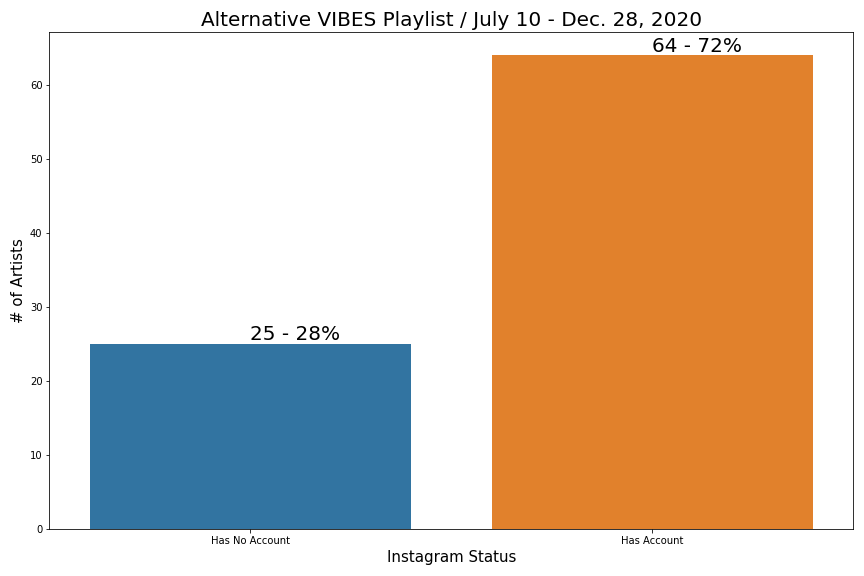 Alternative VIBES Playlist / July 10 - Dec. 28, 2020
64 - 72%
25 - 28%
# of Artists
60
50
40
30
20
10
0
Has No Account
Has Account
Instagram Status